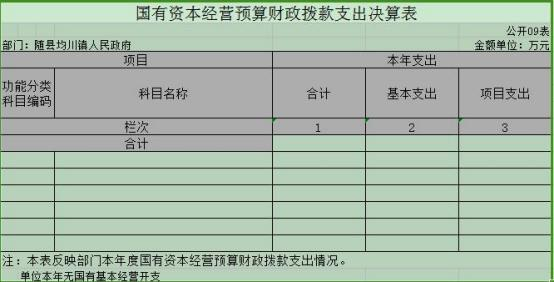 国有资本经营预算财政拨款支出决算表
公开09表
部门：随县均川镇人民政府 金额单位：万元
项目 本年支出
功能分类科目编码 科目名称 合计 基本支出 项目支出
栏次 1 2 3
合计
注：本表反映部门本年度国有资本经营预算财政拨款支出情况。
单位本年无国有基本经营开支